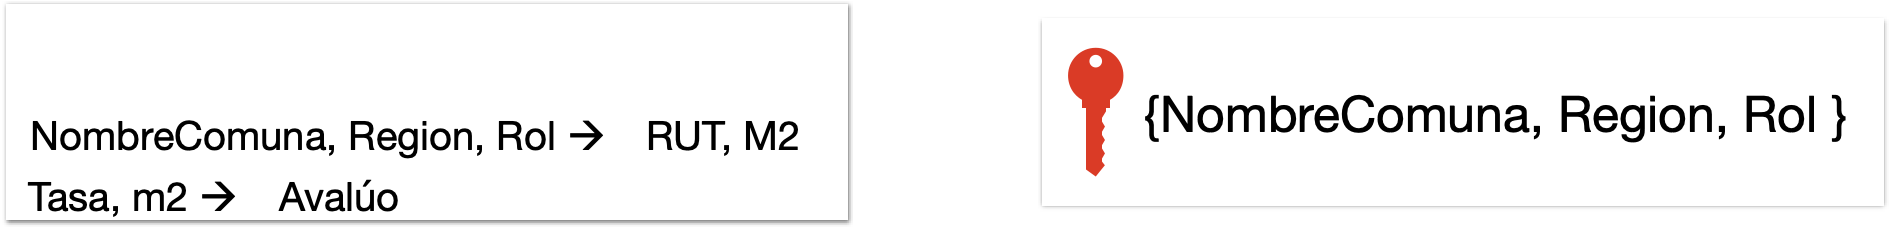 NombreComuna, Region, Rol → RUT, M2
Tasa, m2 → Avalúo
{NombreComuna, Region, Rol }